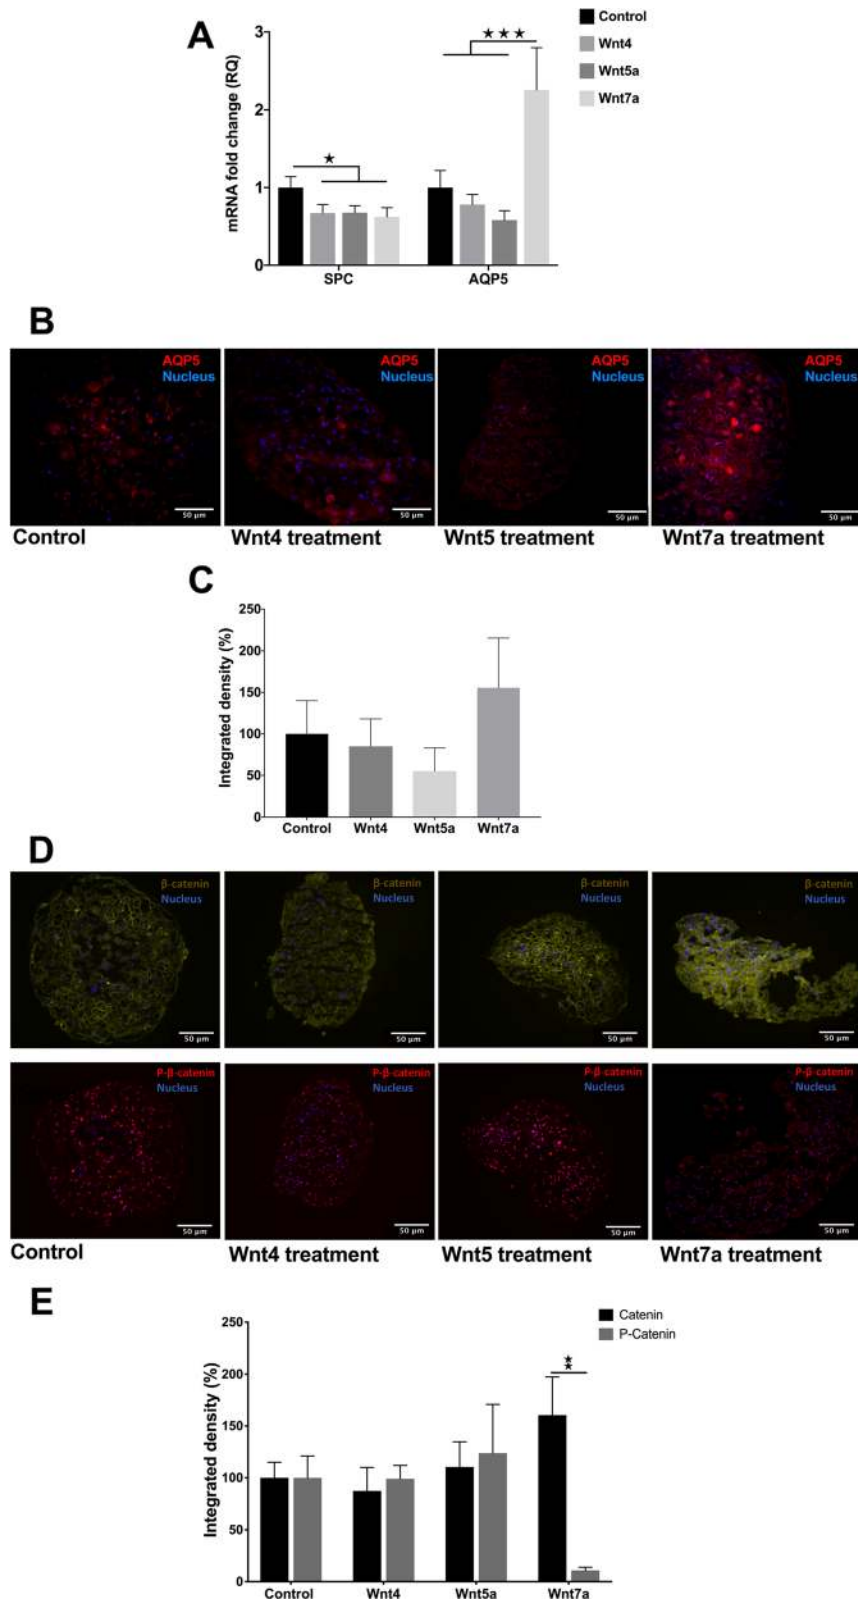 A
mRNA fold change (RQ)
3
2
1
0
★
★★★
SPC
AQP5
Control
Wnt4
Wnt5a
Wnt7a
B
AQP5
Nucleus
50 µm
AQP5
Nucleus
50 µm
AQP5
Nucleus
50 µm
AQP5
Nucleus
50 µm
Control
Wnt4 treatment
Wnt5 treatment
Wnt7a treatment
C
Integrated density (%)
250
200
150
100
50
0
Control
Wnt4
Wnt5a
Wnt7a
D
β-catenin
Nucleus
50 µm
β-catenin
Nucleus
50 µm
β-catenin
Nucleus
50 µm
β-catenin
Nucleus
50 µm
P-β-catenin
Nucleus
50 µm
P-β-catenin
Nucleus
50 µm
P-β-catenin
Nucleus
50 µm
P-β-catenin
Nucleus
50 µm
Control
Wnt4 treatment
Wnt5 treatment
Wnt7a treatment
E
Integrated density (%)
250
200
150
100
50
0
★★
Control
Wnt4
Wnt5a
Wnt7a
Catenin
P-Catenin